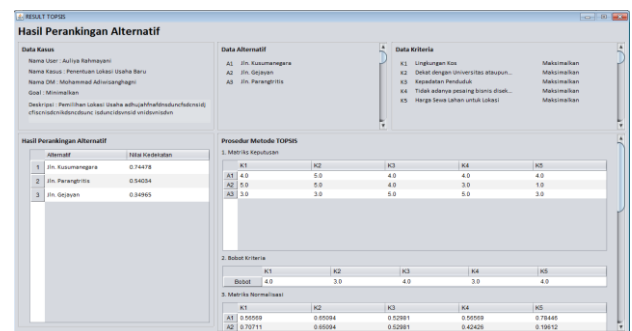 RESULT TOPSIS
Hasil Perankingan Alternatif
Data Kasus
Nama User : Auliya Rahmayani
Nama Kasus : Penentuan Lokasi Usaha Baru
Nama DM : Mohammad Adiwisanghagni
Goal : Minimalkan
Deskripsi : Pemilihan Lokasi Usaha
Data Alternatif
A1 Jln. Kusumanegara
A2 Jln. Gejayan
A3 Jln. Parangtritis
Data Kriteria
K1 Lingkungan Kos Maksimalkan
K2 Dekat dengan Universitas ataupun... Maksimalkan
K3 Kepadatan Penduduk Maksimalkan
K4 Tidak adanya pesaing bisnis disek... Maksimalkan
K5 Harga Sewa Lahan untuk Lokasi Maksimalkan
Hasil Perankingan Alternatif
Alternatif Nilai Kedekatan
1 Jln. Kusumanegara 0.74478
2 Jln. Parangtritis 0.54034
3 Jln. Gejayan 0.34965
Prosedur Metode TOPSIS
1. Matriks Keputusan
K1 K2 K3 K4 K5
A1 4.0 5.0 4.0 4.0 4.0
A2 5.0 5.0 4.0 3.0 1.0
A3 3.0 3.0 5.0 5.0 3.0
2. Bobot Kriteria
K1 K2 K3 K4 K5
Bobot 4.0 3.0 4.0 3.0 4.0
3. Matriks Normalisasi
K1 K2 K3 K4 K5
A1 0.56569 0.65094 0.52981 0.56569 0.78446
A2 0.70711 0.65094 0.52981 0.42426 0.19612